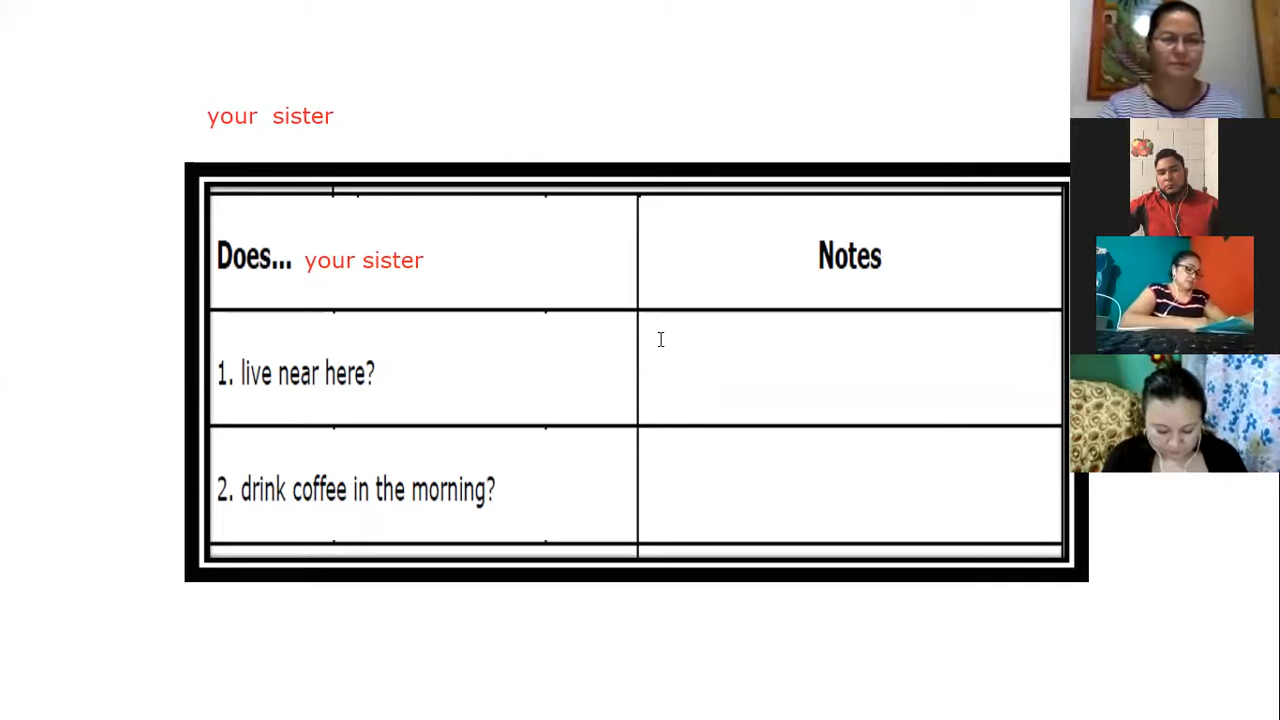 your sister
Does... your sister
Notes
1. live near here?
2. drink coffee in the morning?